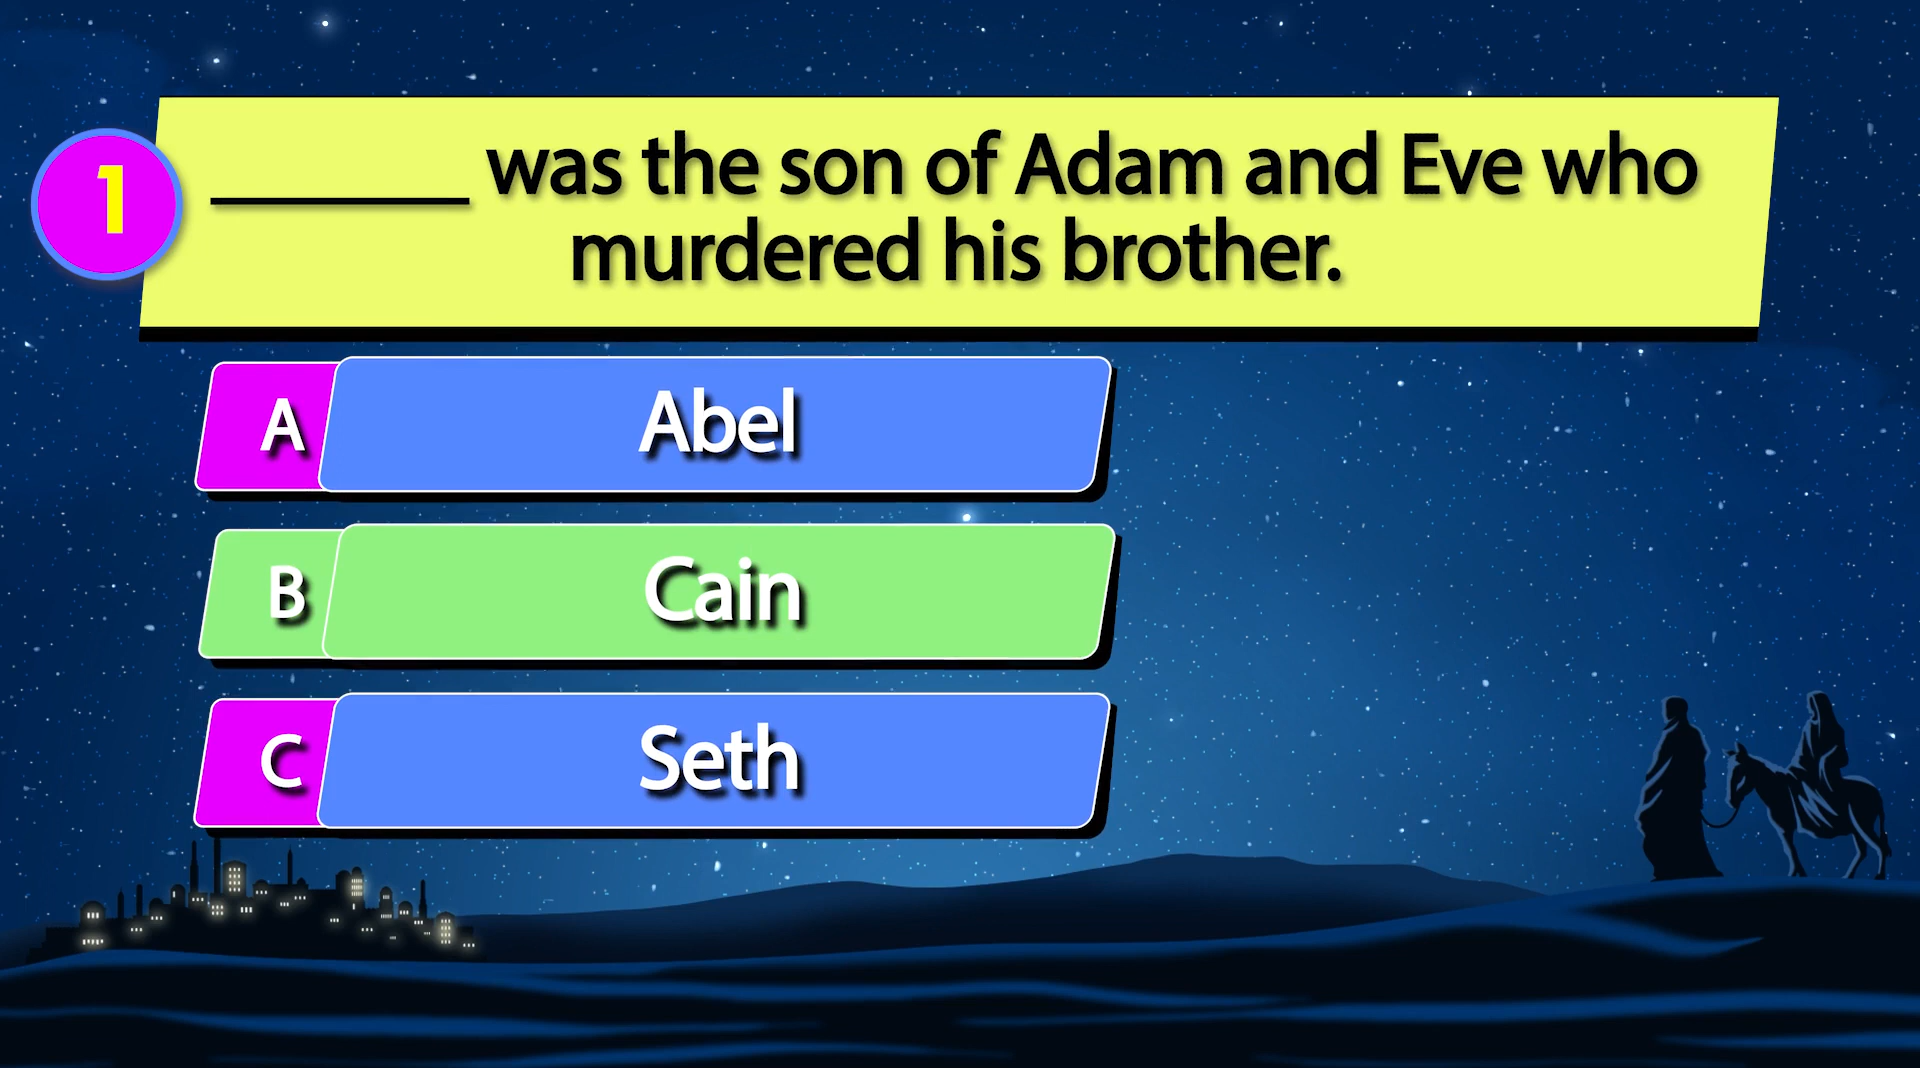 1
_______ was the son of Adam and Eve who
murdered his brother.
A Abel
B Cain
C Seth